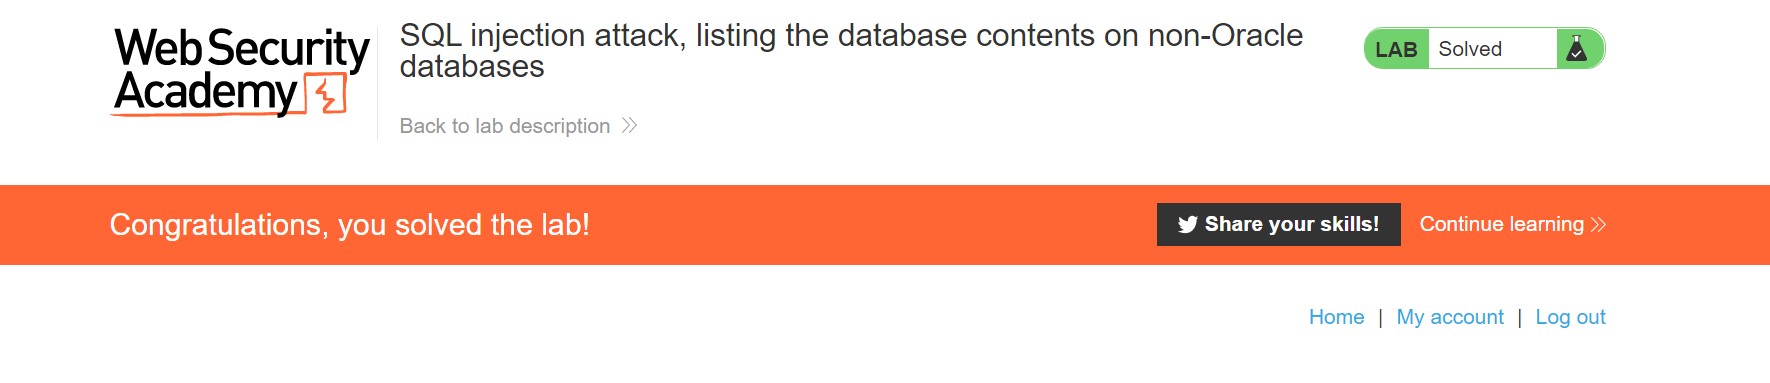 Web Security
Academy
SQL injection attack, listing the database contents on non-Oracle
databases
Back to lab description
LAB Solved
Congratulations, you solved the lab!
Share your skills!
Continue learning
Home | My account | Log out